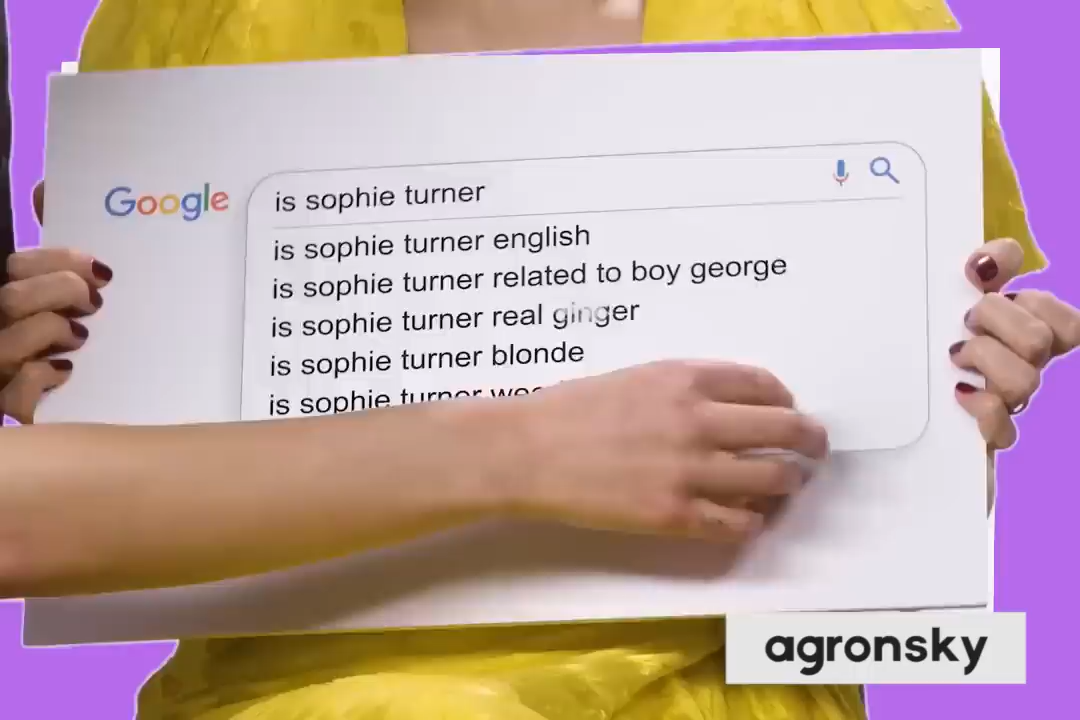 Google
is sophie turner
is sophie turner english
is sophie turner related to boy george
is sophie turner real ginger
is sophie turner blonde
is sophie turner
agronsky